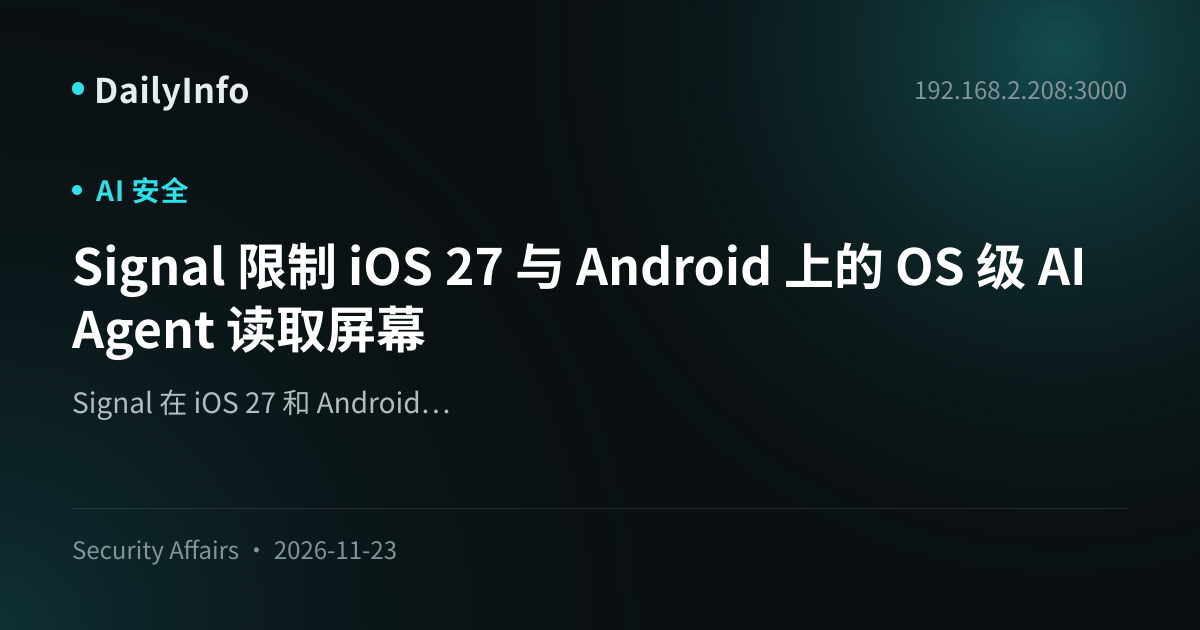 DailyInfo
192.168.2.208:3000
AI 安全
Signal 限制 iOS 27 与 Android 上的 OS 级 AI
Agent 读取屏幕
Signal 在 iOS 27 和 Android…
Security Affairs · 2026-11-23